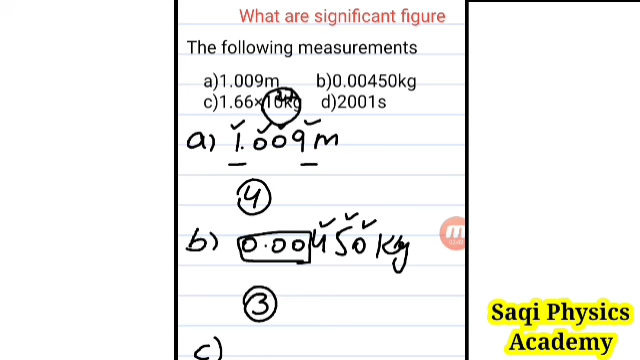 What are significant figure
The following measurements
a)1.009m b)0.00450kg
c)1.66×10kg d)2001s
a) 1.009m
4
b) 0.00450kg
3
c)
Saqi Physics
Academy